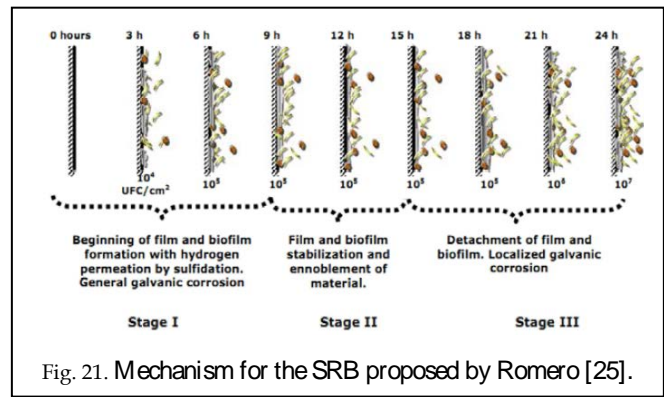 0 hours 3 h 6 h 9 h 12 h 15 h 18 h 21 h 24 h
10⁴ 10⁵ 10⁵ 10⁵ 10⁵ 10⁵ 10⁶ 10⁷
UFC/cm²
Beginning of film and biofilm
formation with hydrogen
permeation by sulfidation.
General galvanic corrosion
Film and biofilm
stabilization and
ennoblement of
material.
Detachment of film and
biofilm. Localized galvanic
corrosion
Stage I Stage II Stage III
Fig. 21. Mechanism for the SRB proposed by Romero [25].